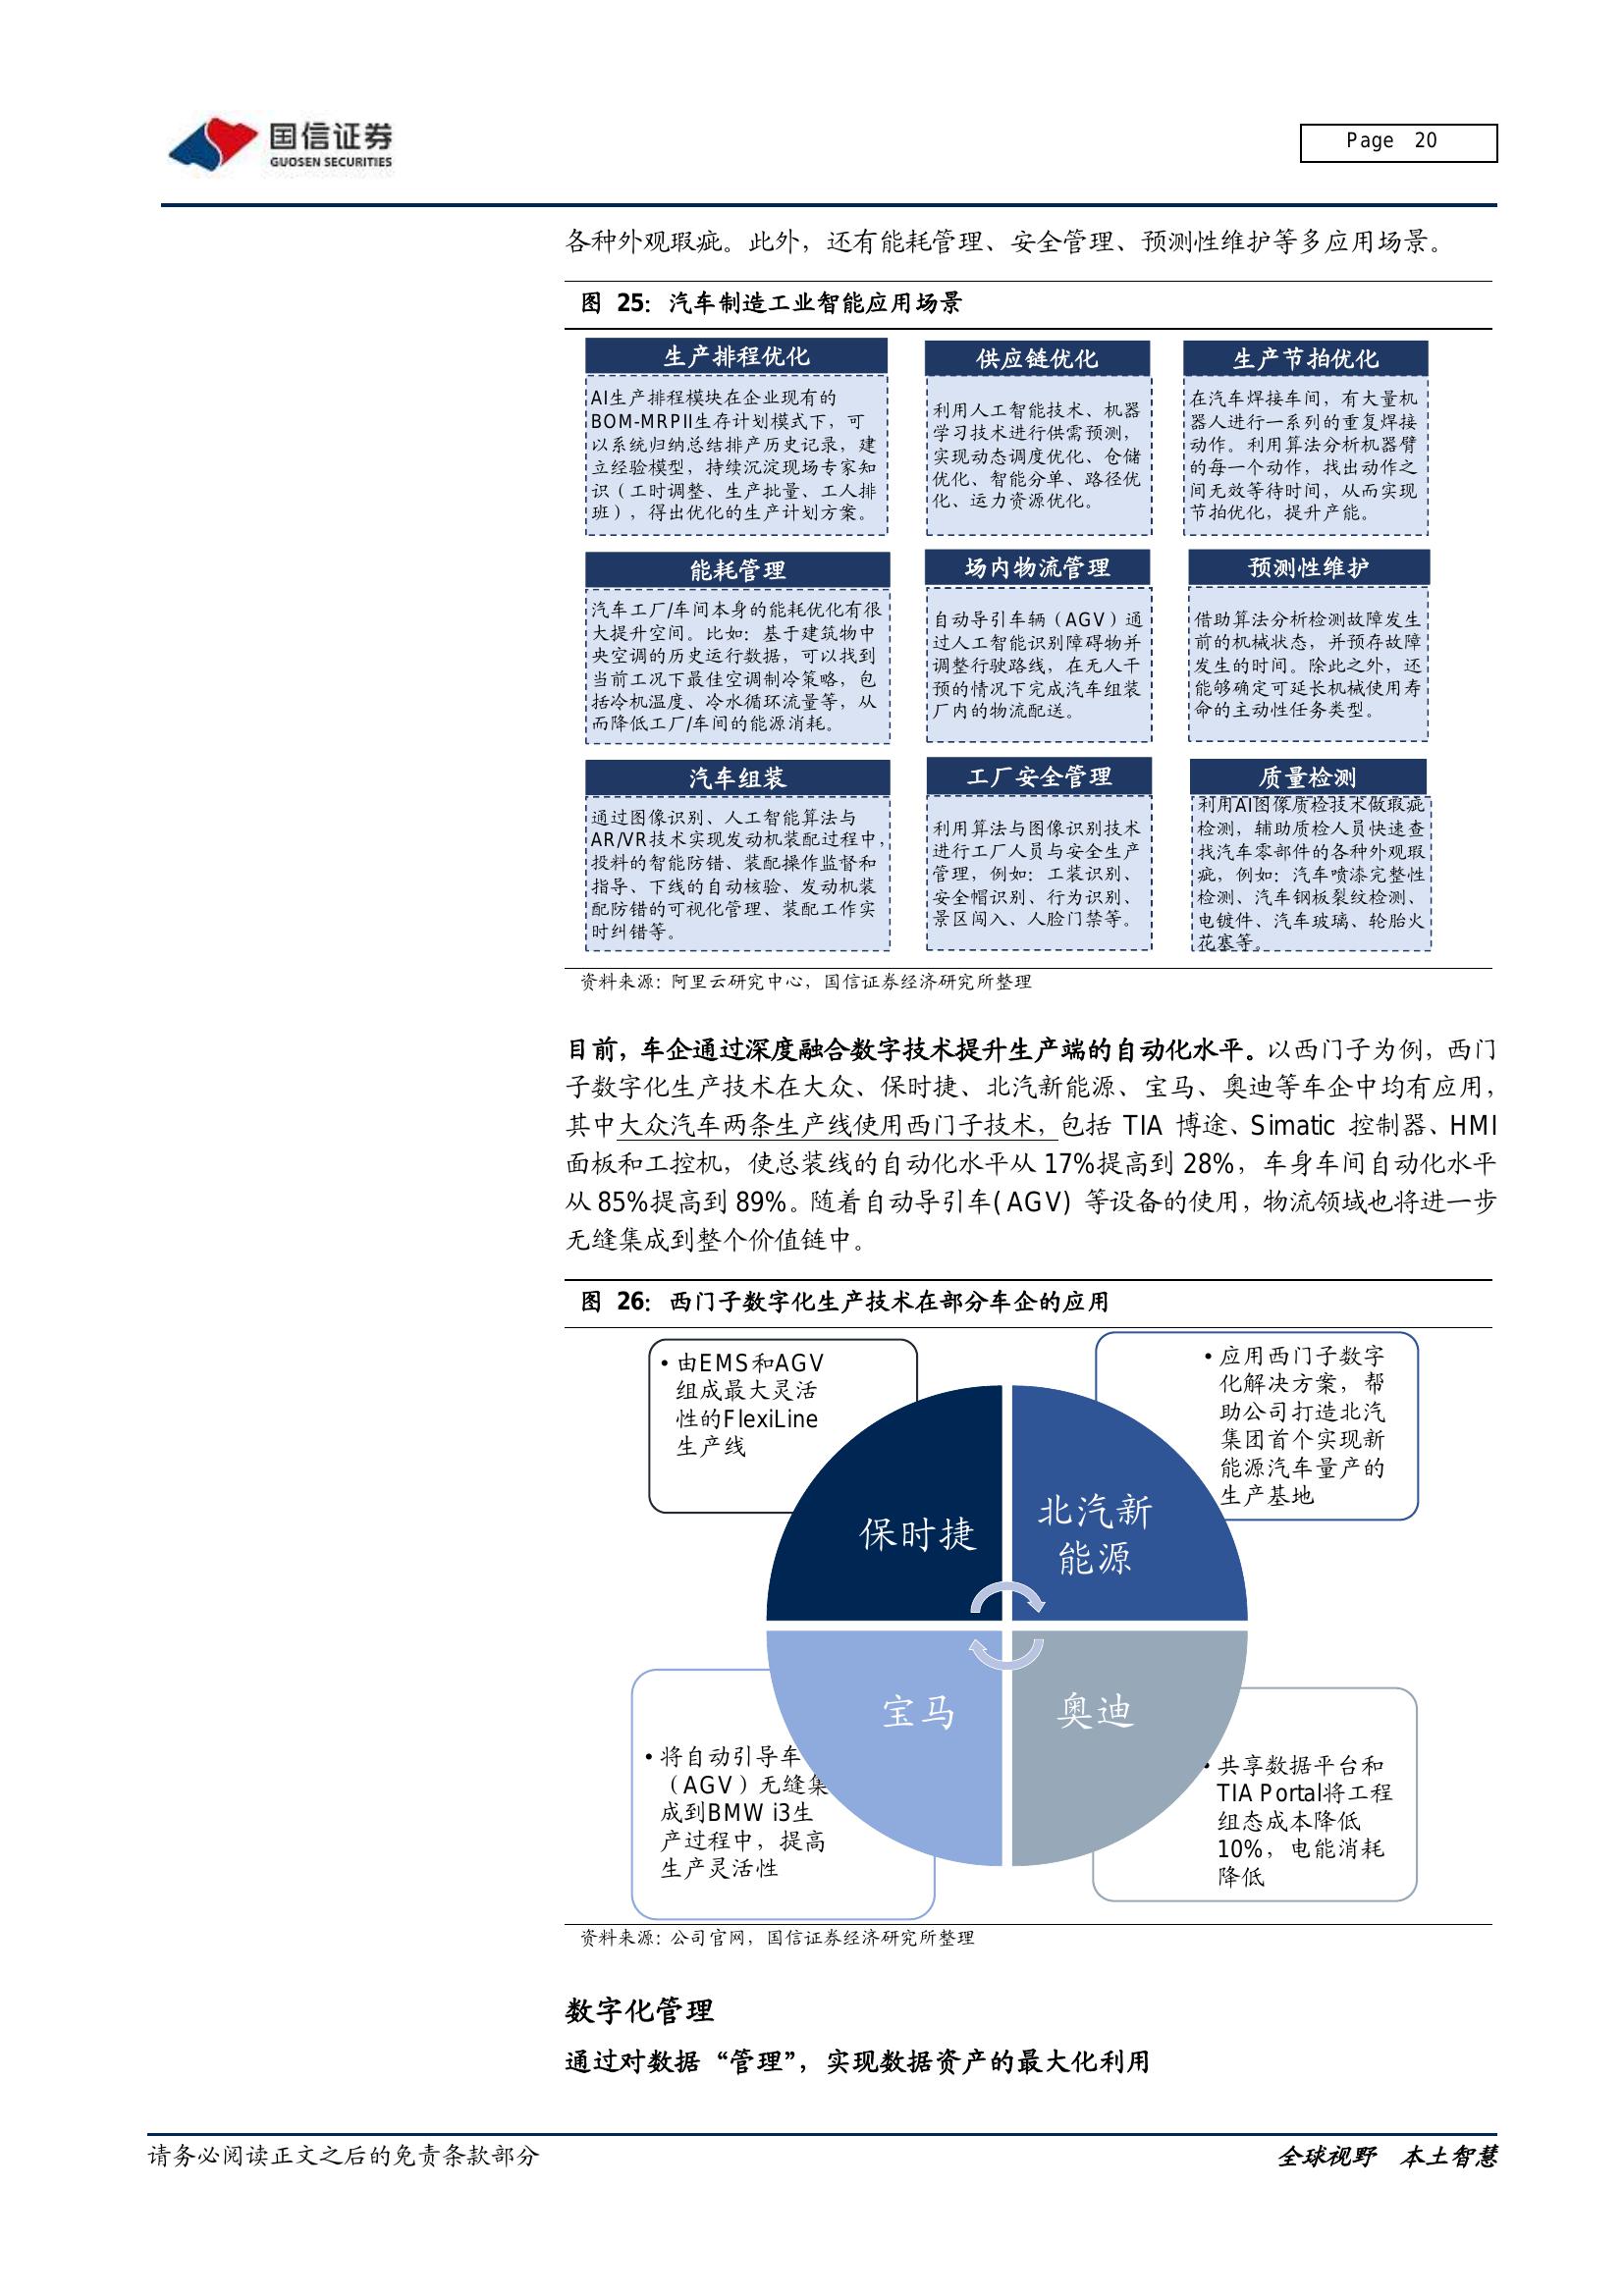 国信证券
GUOSEN SECURITIES
Page 20
各种外观瑕疵。此外，还有能耗管理、安全管理、预测性维护等多应用场景。
图 25：汽车制造工业智能应用场景
生产排程优化
AI生产排程模块在企业现有的
BOM-MRPII生存计划模式下，可
以系统归纳总结排产历史记录，建
立经验模型，持续沉淀现场专家知
识（工时调整、生产批量、工人排
班），得出优化的生产计划方案。
供应链优化
利用人工智能技术、机器
学习技术进行供需预测，
实现动态调度优化、仓储
优化、智能分单、路径优
化、运力资源优化。
生产节拍优化
在汽车焊接车间，有大量机
器人进行一系列的重复焊接
动作。利用算法分析机器臂
的每一个动作，找出动作之
间无效等待时间，从而实现
节拍优化，提升产能。
能耗管理
汽车工厂/车间本身的能耗优化有很
大提升空间。比如：基于建筑物中
央空调的历史运行数据，可以找到
当前工况下最佳空调制冷策略，包
括冷机温度、冷水循环流量等，从
而降低工厂/车间的能源消耗。
场内物流管理
自动导引车辆（AGV）通
过人工智能识别障碍物并
调整行驶路线，在无人干
预的情况下完成汽车组装
厂内的物流配送。
预测性维护
借助算法分析检测故障发生
前的机械状态，并预存故障
发生的时间。除此之外，还
能够确定可延长机械使用寿
命的主动性任务类型。
汽车组装
通过图像识别、人工智能算法与
AR/VR技术实现发动机装配过程中，
投料的智能防错、装配操作监督和
指导、下线的自动核验、发动机装
配防错的可视化管理、装配工作实
时纠错等。
工厂安全管理
利用算法与图像识别技术
进行工厂人员与安全生产
管理，例如：工装识别、
安全帽识别、行为识别、
景区闯入、人脸门禁等。
质量检测
利用AI图像质检技术做瑕疵
检测，辅助质检人员快速查
找汽车零部件的各种外观瑕
疵，例如：汽车喷漆完整性
检测、汽车钢板裂纹检测、
电镀件、汽车玻璃、轮胎火
花塞等。
资料来源：阿里云研究中心，国信证券经济研究所整理
目前，车企通过深度融合数字技术提升生产端的自动化水平。以西门子为例，西门
子数字化生产技术在大众、保时捷、北汽新能源、宝马、奥迪等车企中均有应用，
其中大众汽车两条生产线使用西门子技术，包括 TIA 博途、Simatic 控制器、HMI
面板和工控机，使总装线的自动化水平从 17%提高到 28%，车身车间自动化水平
从 85%提高到 89%。随着自动导引车(AGV) 等设备的使用，物流领域也将进一步
无缝集成到整个价值链中。
图 26：西门子数字化生产技术在部分车企的应用
• 由EMS和AGV
组成最大灵活
性的FlexiLine
生产线
• 应用西门子数字
化解决方案，帮
助公司打造北汽
集团首个实现新
能源汽车量产的
生产基地
保时捷
北汽新
能源
宝马
奥迪
• 将自动引导车
（AGV）无缝集
成到BMW i3生
产过程中，提高
生产灵活性
• 共享数据平台和
TIA Portal将工程
组态成本降低
10%，电能消耗
降低
资料来源：公司官网，国信证券经济研究所整理
数字化管理
通过对数据“管理”，实现数据资产的最大化利用
请务必阅读正文之后的免责条款部分
全球视野 本土智慧